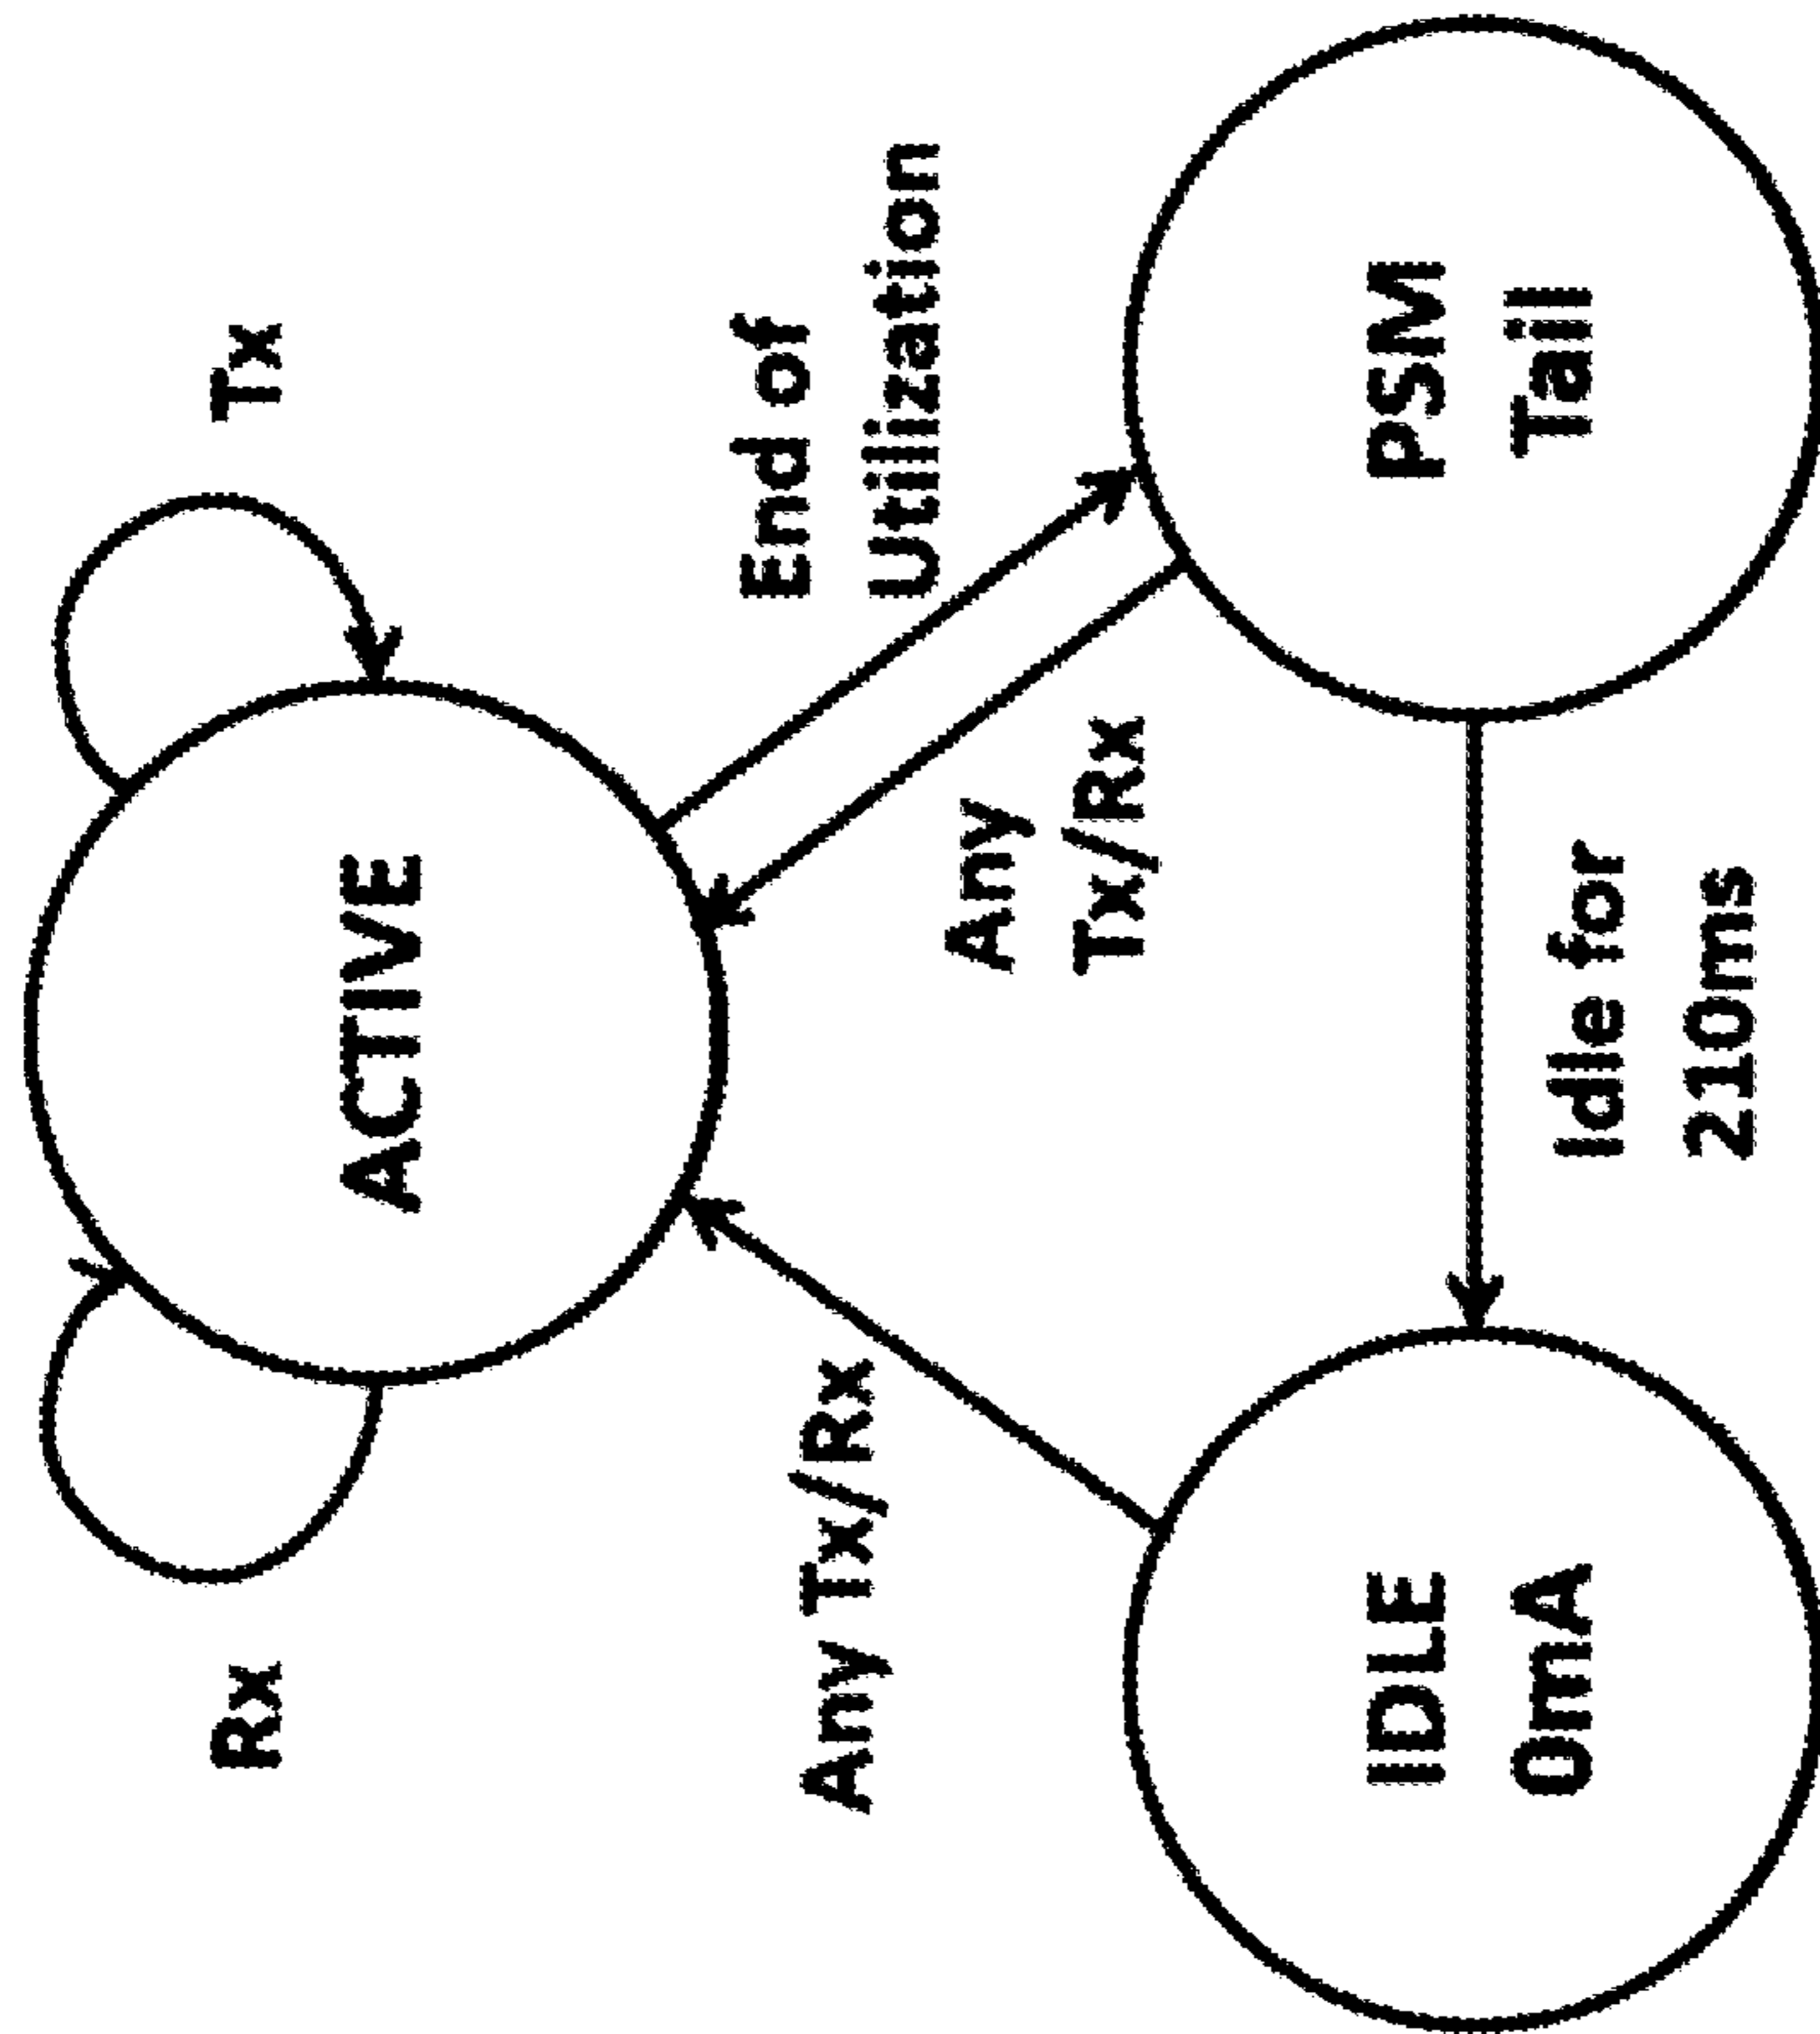 Rx
Tx
ACTIVE
Any Tx/Rx
End of
Utilization
Any
Tx/Rx
IDLE
0mA
PSM
Tail
Idle for
210ms